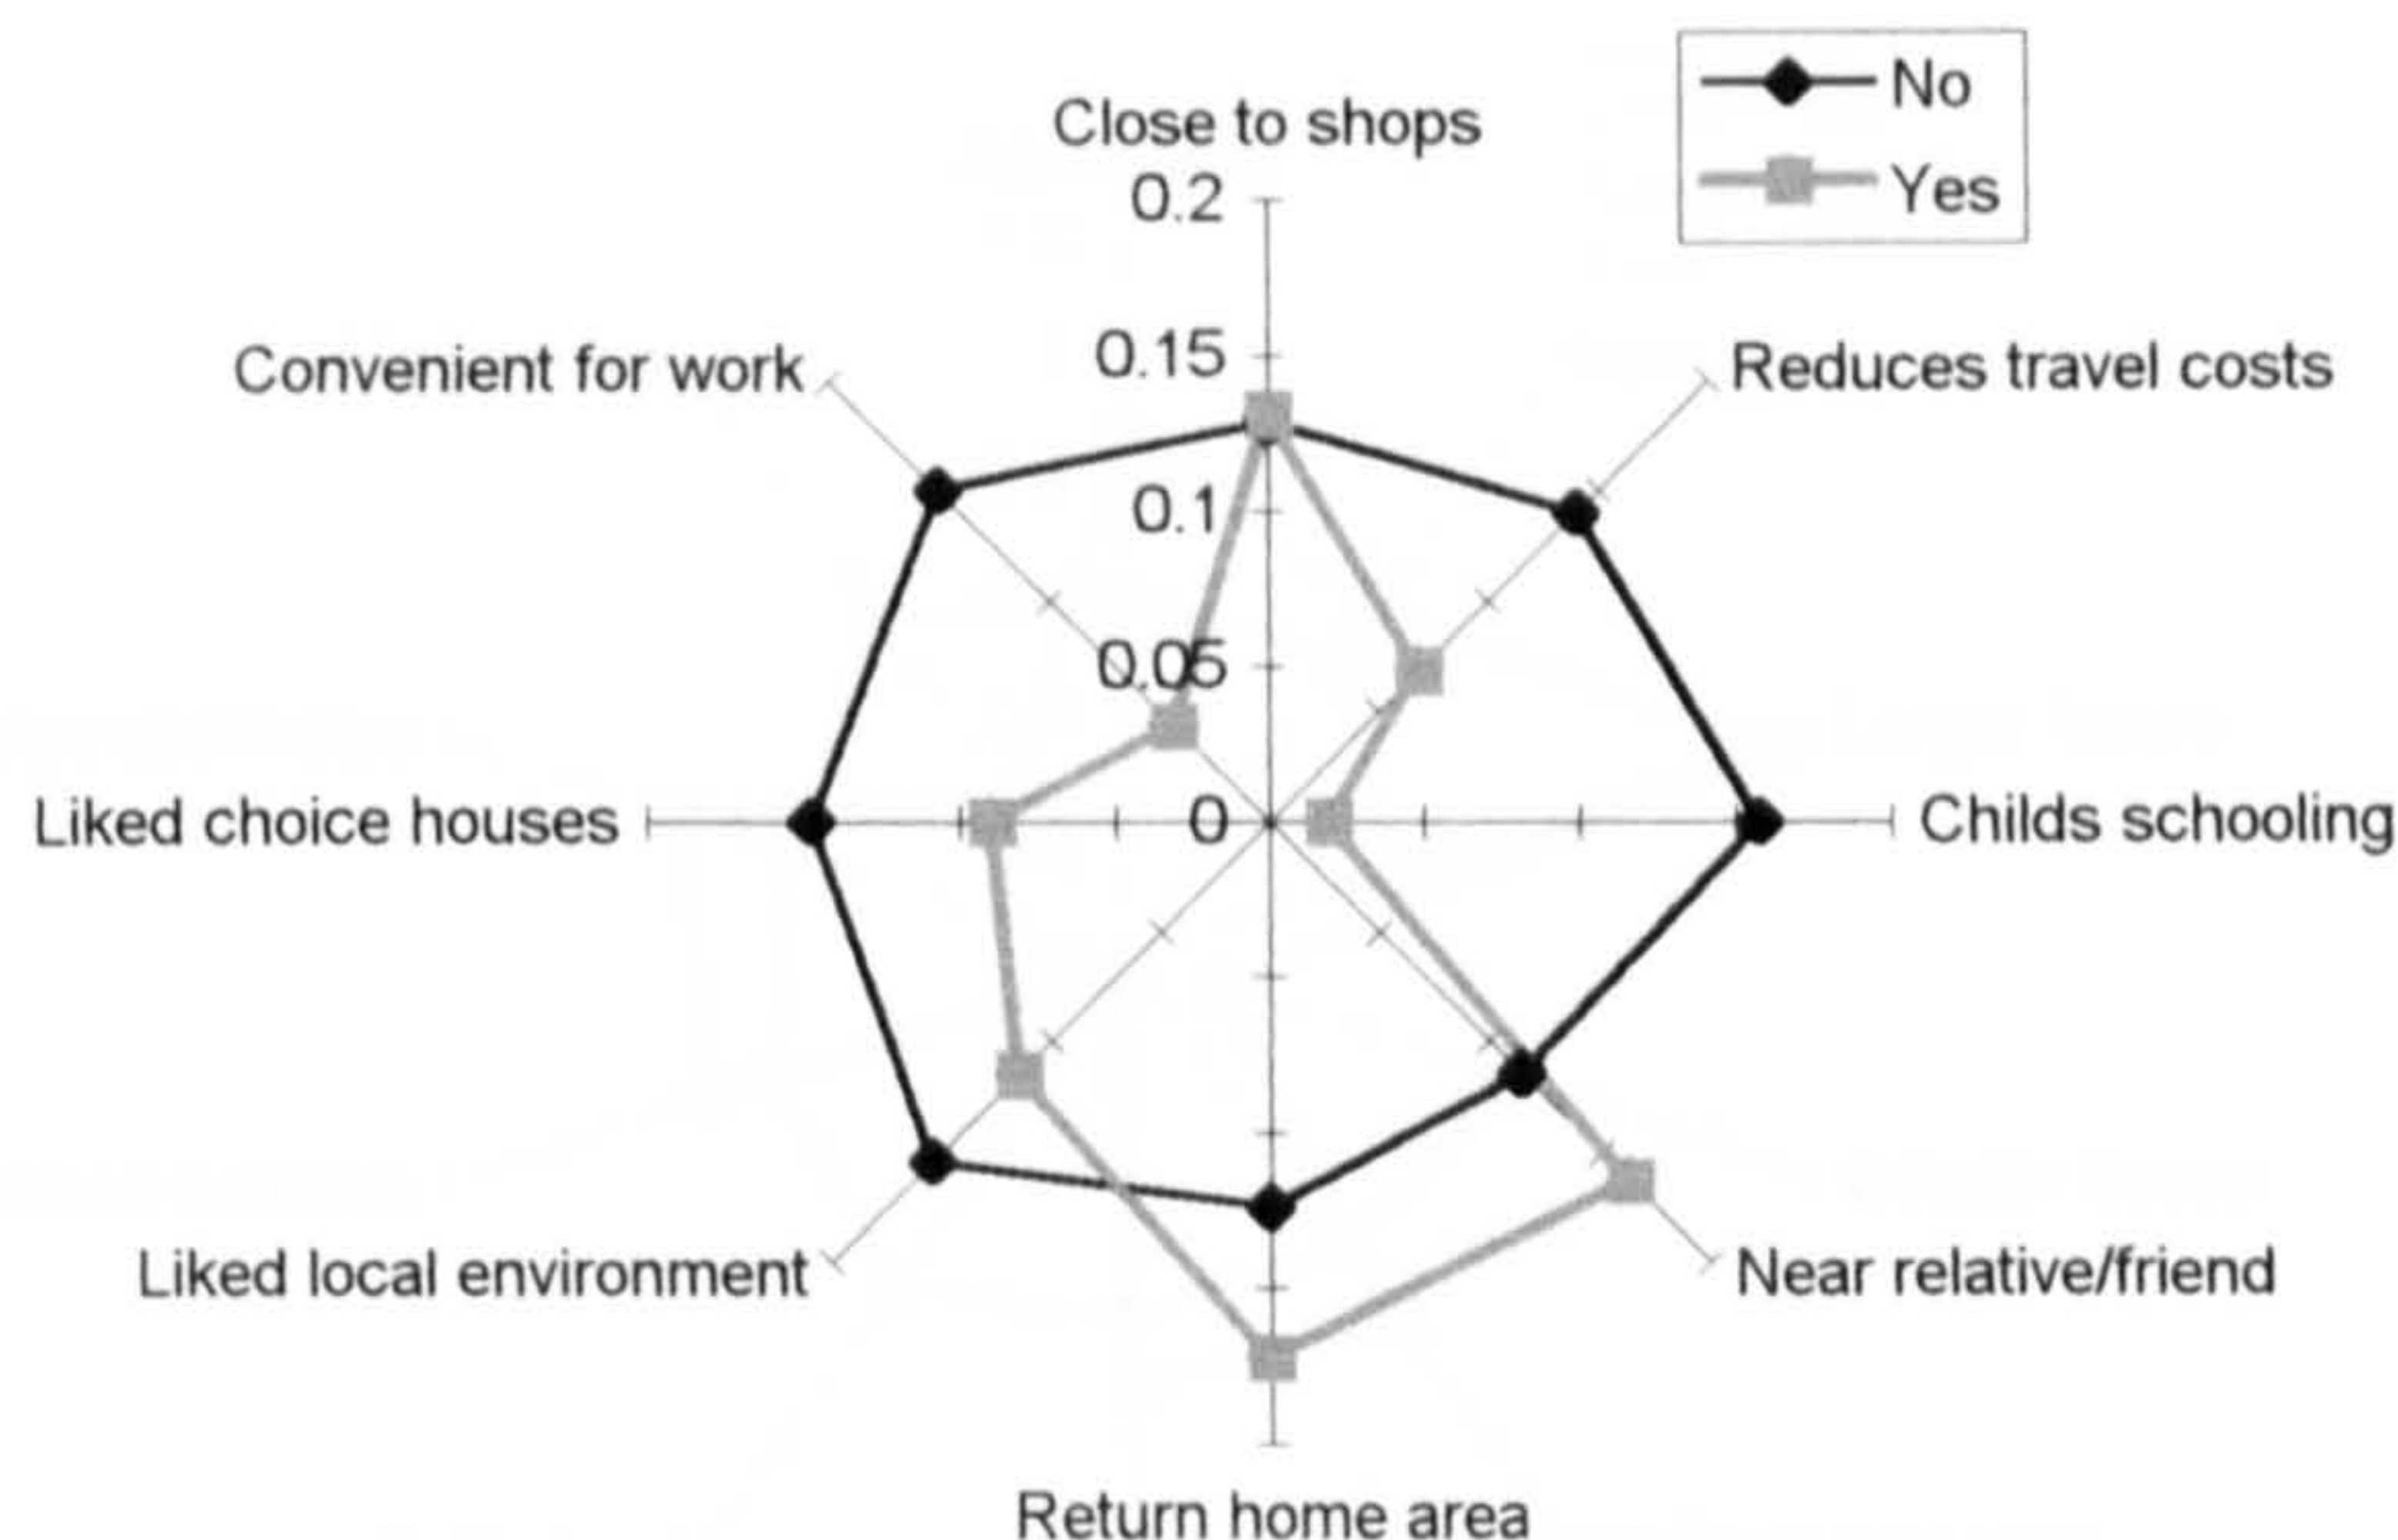 No
Yes
Close to shops
0.2
Convenient for work
0.15
Reduces travel costs
0.1
0.05
Liked choice houses
0
Childs schooling
Liked local environment
Near relative/friend
Return home area